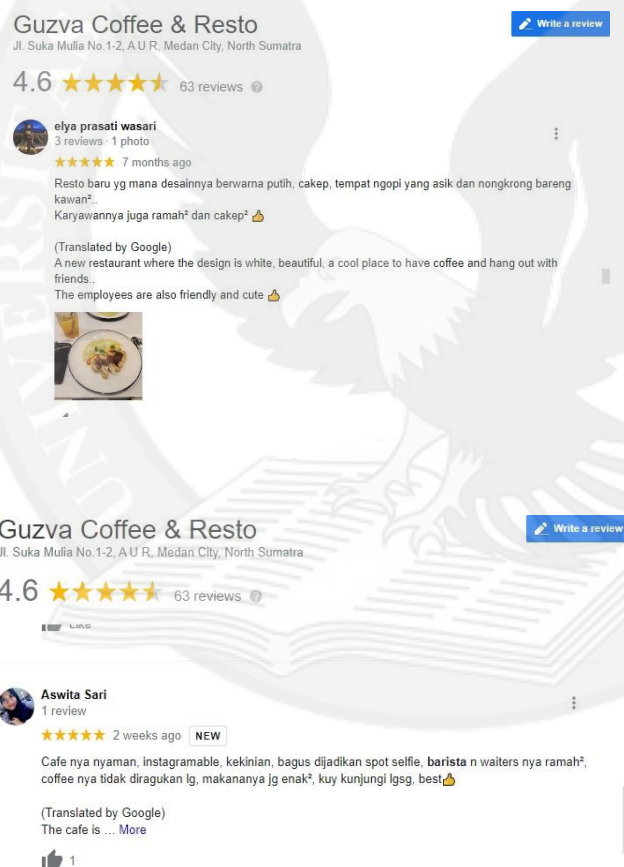 Guzva Coffee & Resto
Write a review
Jl. Suka Mulia No.1-2, A U R, Medan City, North Sumatra
4.6 63 reviews
elya prasati wasari
3 reviews · 1 photo
7 months ago
Resto baru yg mana desainnya berwarna putih, cakep, tempat ngopi yang asik dan nongkrong bareng
kawan²..
Karyawannya juga ramah² dan cakep² 👍
(Translated by Google)
A new restaurant where the design is white, beautiful, a cool place to have coffee and hang out with
friends..
The employees are also friendly and cute 👍
UNIVERSITAS
Guzva Coffee & Resto
Write a review
Jl. Suka Mulia No.1-2, A U R, Medan City, North Sumatra
4.6 63 reviews
Like
Aswita Sari
1 review
2 weeks ago NEW
Cafe nya nyaman, instagramable, kekinian, bagus dijadikan spot selfie, barista n waiters nya ramah²,
coffee nya tidak diragukan lg, makananya jg enak², kuy kunjungi lgsg, best👍
(Translated by Google)
The cafe is ... More
1